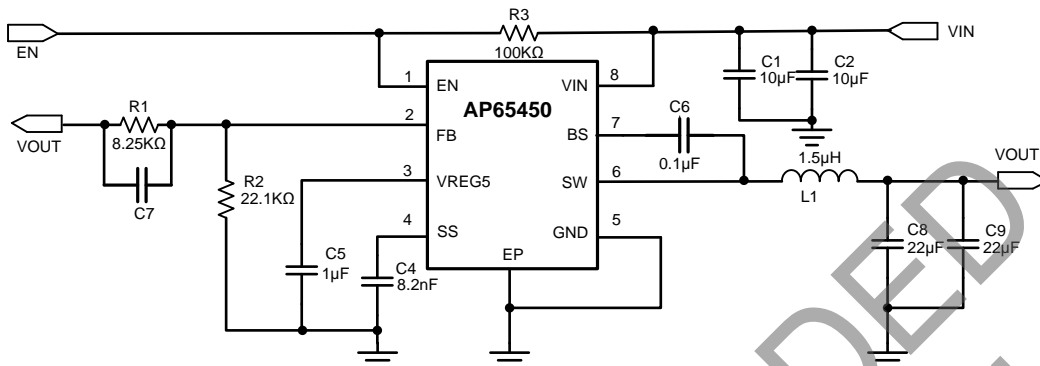 R3
EN
100KΩ
VIN
C1
10µF
C2
10µF
1
EN
VIN
8
AP65450
R1
VOUT
8.25KΩ
C7
2
FB
BS
7
C6
0.1µF
R2
22.1KΩ
3
VREG5
SW
6
1.5µH
L1
VOUT
4
SS
GND
5
EP
C5
1µF
C4
8.2nF
C8
22µF
C9
22µF
DED